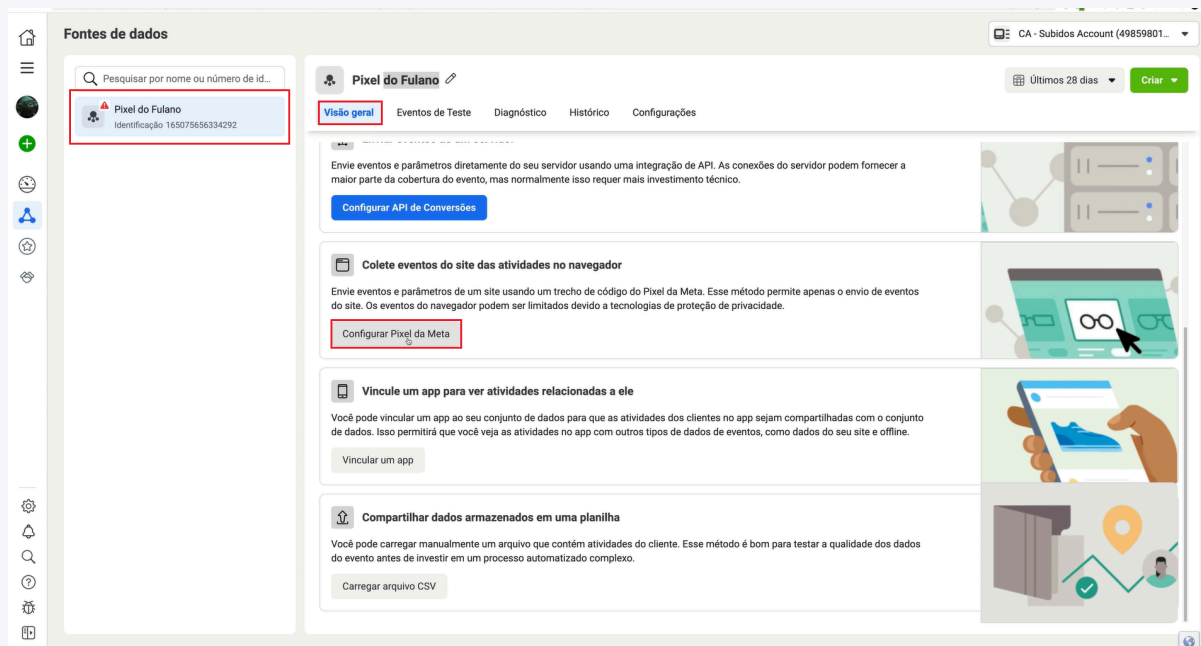 Fontes de dados
CA - Subidos Account (49859801...
Pesquisar por nome ou número de id...
Pixel do Fulano
Identificação 165075656334292
Pixel do Fulano
Últimos 28 dias
Criar
Visão geral
Eventos de Teste
Diagnóstico
Histórico
Configurações
Envie eventos e parâmetros diretamente do seu servidor usando uma integração de API. As conexões do servidor podem fornecer a
maior parte da cobertura do evento, mas normalmente isso requer mais investimento técnico.
Configurar API de Conversões
Colete eventos do site das atividades no navegador
Envie eventos e parâmetros de um site usando um trecho de código do Pixel da Meta. Esse método permite apenas o envio de eventos
do site. Os eventos do navegador podem ser limitados devido a tecnologias de proteção de privacidade.
Configurar Pixel da Meta
Vincule um app para ver atividades relacionadas a ele
Você pode vincular um app ao seu conjunto de dados para que as atividades dos clientes no app sejam compartilhadas com o conjunto
de dados. Isso permitirá que você veja as atividades no app com outros tipos de dados de eventos, como dados do seu site e offline.
Vincular um app
Compartilhar dados armazenados em uma planilha
Você pode carregar manualmente um arquivo que contém atividades do cliente. Esse método é bom para testar a qualidade dos dados
do evento antes de investir em um processo automatizado complexo.
Carregar arquivo CSV